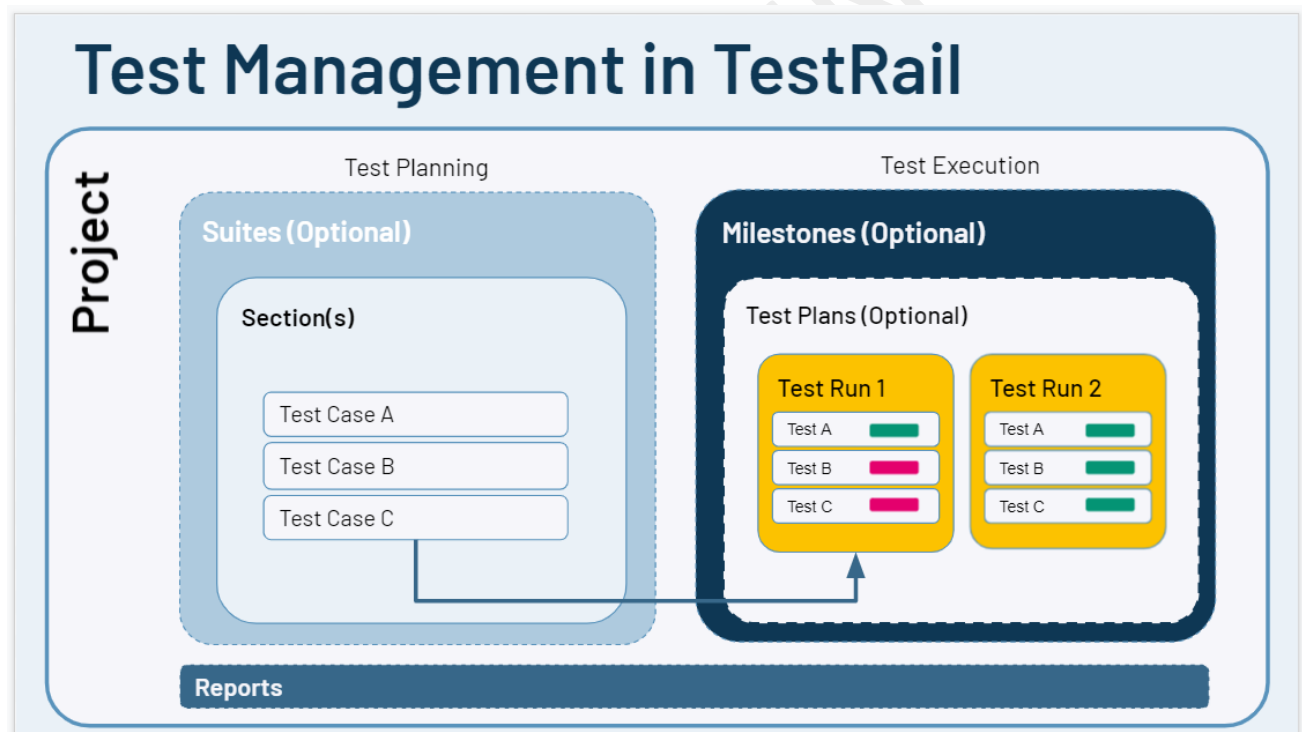 Test Management in TestRail
Project
Test Planning
Suites (Optional)
Section(s)
Test Case A
Test Case B
Test Case C
Test Execution
Milestones (Optional)
Test Plans (Optional)
Test Run 1
Test A
Test B
Test C
Test Run 2
Test A
Test B
Test C
Reports